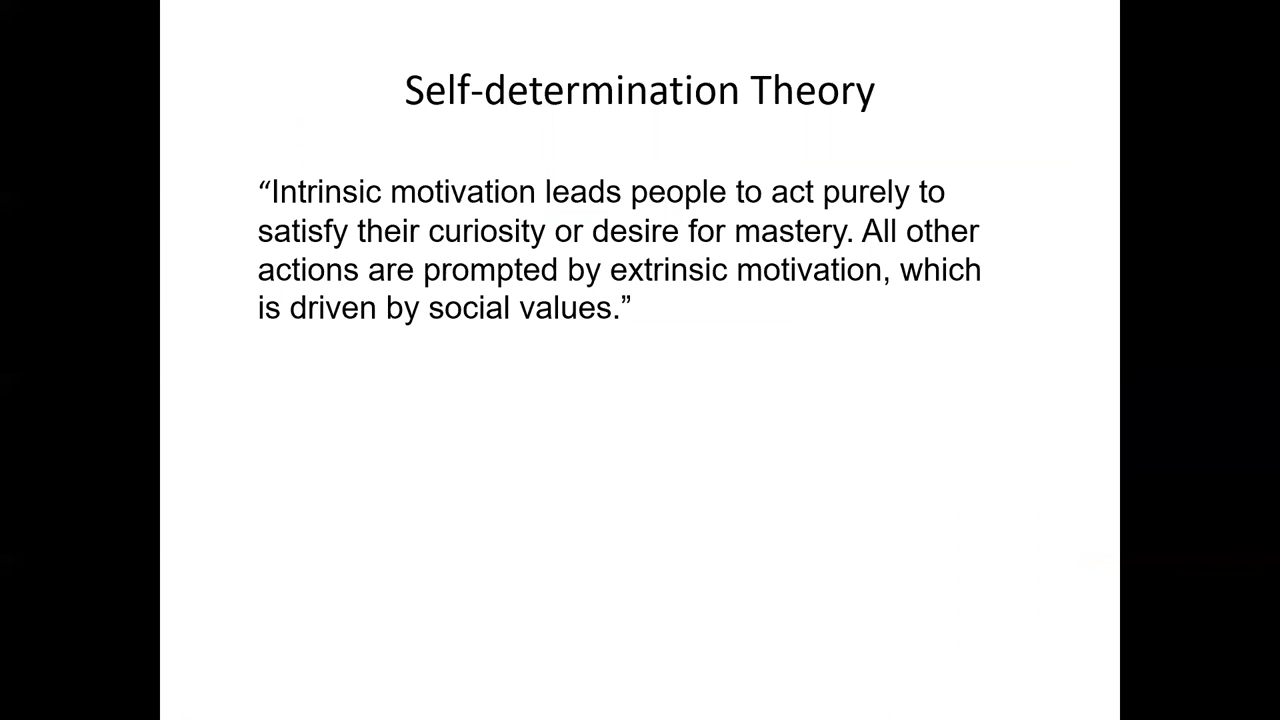 Self-determination Theory
“Intrinsic motivation leads people to act purely to
satisfy their curiosity or desire for mastery. All other
actions are prompted by extrinsic motivation, which
is driven by social values.”